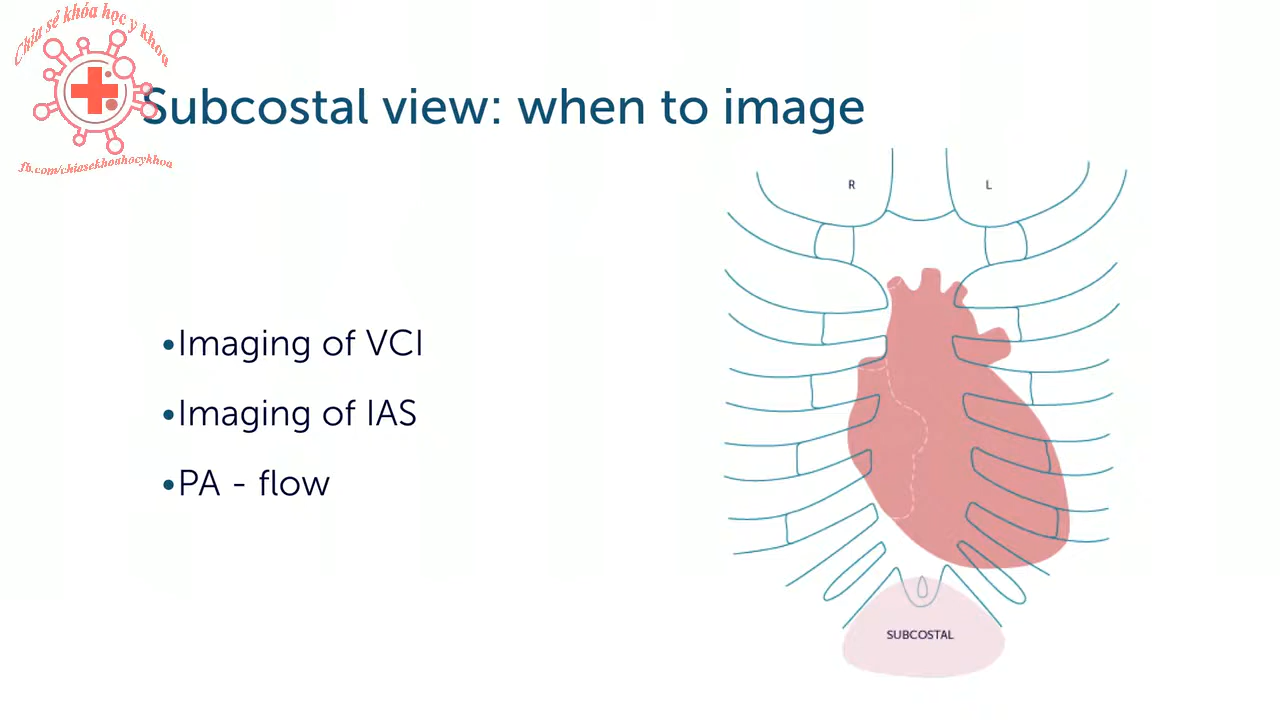 Chia sẻ khóa học y khoa
fb.com/chiasekhoahocykhoa
Subcostal view: when to image
R
L
•Imaging of VCI
•Imaging of IAS
•PA - flow
SUBCOSTAL